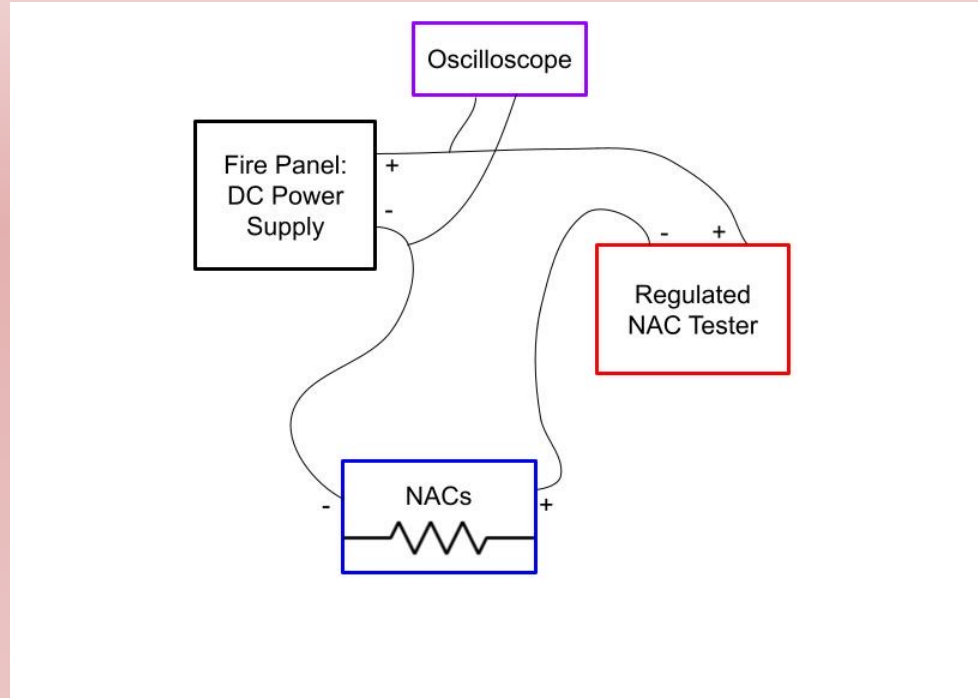 Oscilloscope
Fire Panel:
DC Power
Supply
+
-
-
+
Regulated
NAC Tester
NACs
-
+